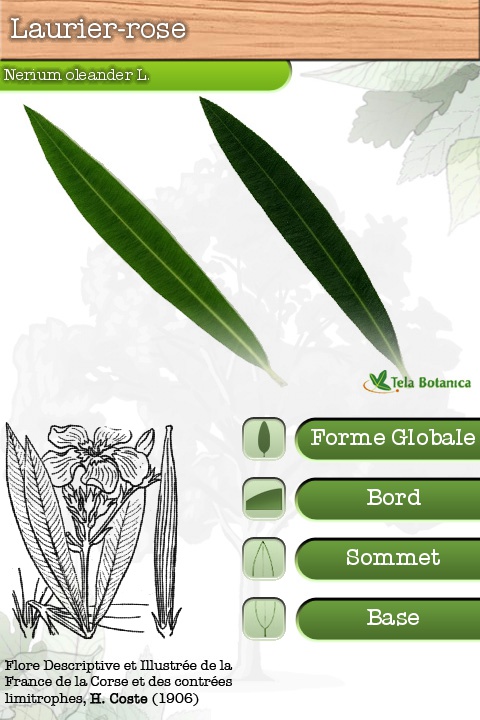 Laurier-rose
Nerium oleander L.
Tela Botanica
Forme Globale
Bord
Sommet
Base
Flore Descriptive et Illustrée de la
France de la Corse et des contrées
limitrophes, H. Coste (1906)